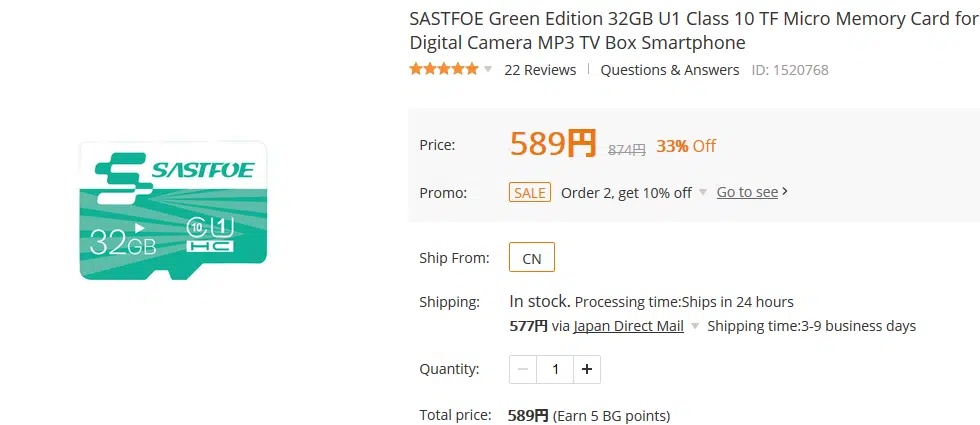 SASTFOE Green Edition 32GB U1 Class 10 TF Micro Memory Card for
Digital Camera MP3 TV Box Smartphone
22 Reviews | Questions & Answers ID: 1520768
SASTFOE
32GB
10 U1
HC
Price: 589円 874円 33% Off
Promo: SALE Order 2, get 10% off Go to see >
Ship From: CN
Shipping: In stock. Processing time:Ships in 24 hours
577円 via Japan Direct Mail Shipping time:3-9 business days
Quantity: − 1 +
Total price: 589円 (Earn 5 BG points)